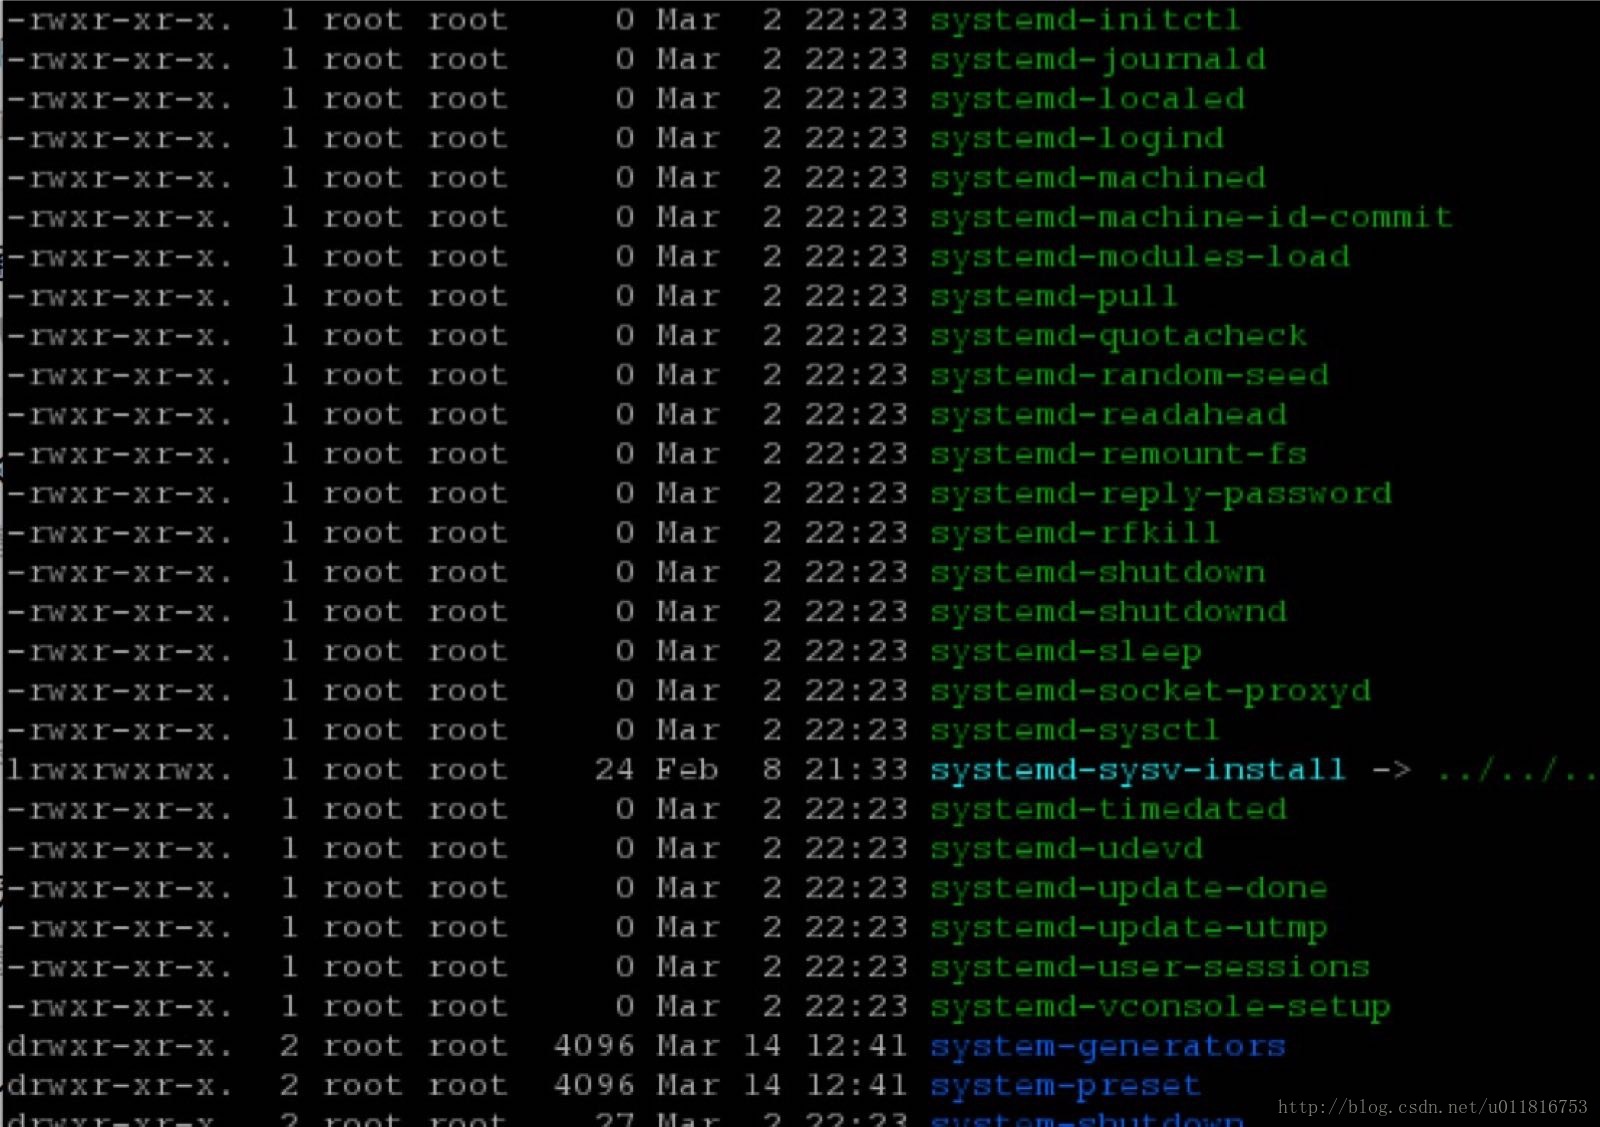 -rwxr-xr-x. 1 root root 0 Mar 2 22:23 systemd-initctl
-rwxr-xr-x. 1 root root 0 Mar 2 22:23 systemd-journald
-rwxr-xr-x. 1 root root 0 Mar 2 22:23 systemd-localed
-rwxr-xr-x. 1 root root 0 Mar 2 22:23 systemd-logind
-rwxr-xr-x. 1 root root 0 Mar 2 22:23 systemd-machined
-rwxr-xr-x. 1 root root 0 Mar 2 22:23 systemd-machine-id-commit
-rwxr-xr-x. 1 root root 0 Mar 2 22:23 systemd-modules-load
-rwxr-xr-x. 1 root root 0 Mar 2 22:23 systemd-pull
-rwxr-xr-x. 1 root root 0 Mar 2 22:23 systemd-quotacheck
-rwxr-xr-x. 1 root root 0 Mar 2 22:23 systemd-random-seed
-rwxr-xr-x. 1 root root 0 Mar 2 22:23 systemd-readahead
-rwxr-xr-x. 1 root root 0 Mar 2 22:23 systemd-remount-fs
-rwxr-xr-x. 1 root root 0 Mar 2 22:23 systemd-reply-password
-rwxr-xr-x. 1 root root 0 Mar 2 22:23 systemd-rfkill
-rwxr-xr-x. 1 root root 0 Mar 2 22:23 systemd-shutdown
-rwxr-xr-x. 1 root root 0 Mar 2 22:23 systemd-shutdownd
-rwxr-xr-x. 1 root root 0 Mar 2 22:23 systemd-sleep
-rwxr-xr-x. 1 root root 0 Mar 2 22:23 systemd-socket-proxyd
-rwxr-xr-x. 1 root root 0 Mar 2 22:23 systemd-sysctl
lrwxrwxrwx. 1 root root 24 Feb 8 21:33 systemd-sysv-install -> ../../..
-rwxr-xr-x. 1 root root 0 Mar 2 22:23 systemd-timedated
-rwxr-xr-x. 1 root root 0 Mar 2 22:23 systemd-udevd
-rwxr-xr-x. 1 root root 0 Mar 2 22:23 systemd-update-done
-rwxr-xr-x. 1 root root 0 Mar 2 22:23 systemd-update-utmp
-rwxr-xr-x. 1 root root 0 Mar 2 22:23 systemd-user-sessions
-rwxr-xr-x. 1 root root 0 Mar 2 22:23 systemd-vconsole-setup
drwxr-xr-x. 2 root root 4096 Mar 14 12:41 system-generators
drwxr-xr-x. 2 root root 4096 Mar 14 12:41 system-preset
drwxr-xr-x. 2 root root 27 Mar 2 22:23 system-shutdown
http://blog.csdn.net/u011816753